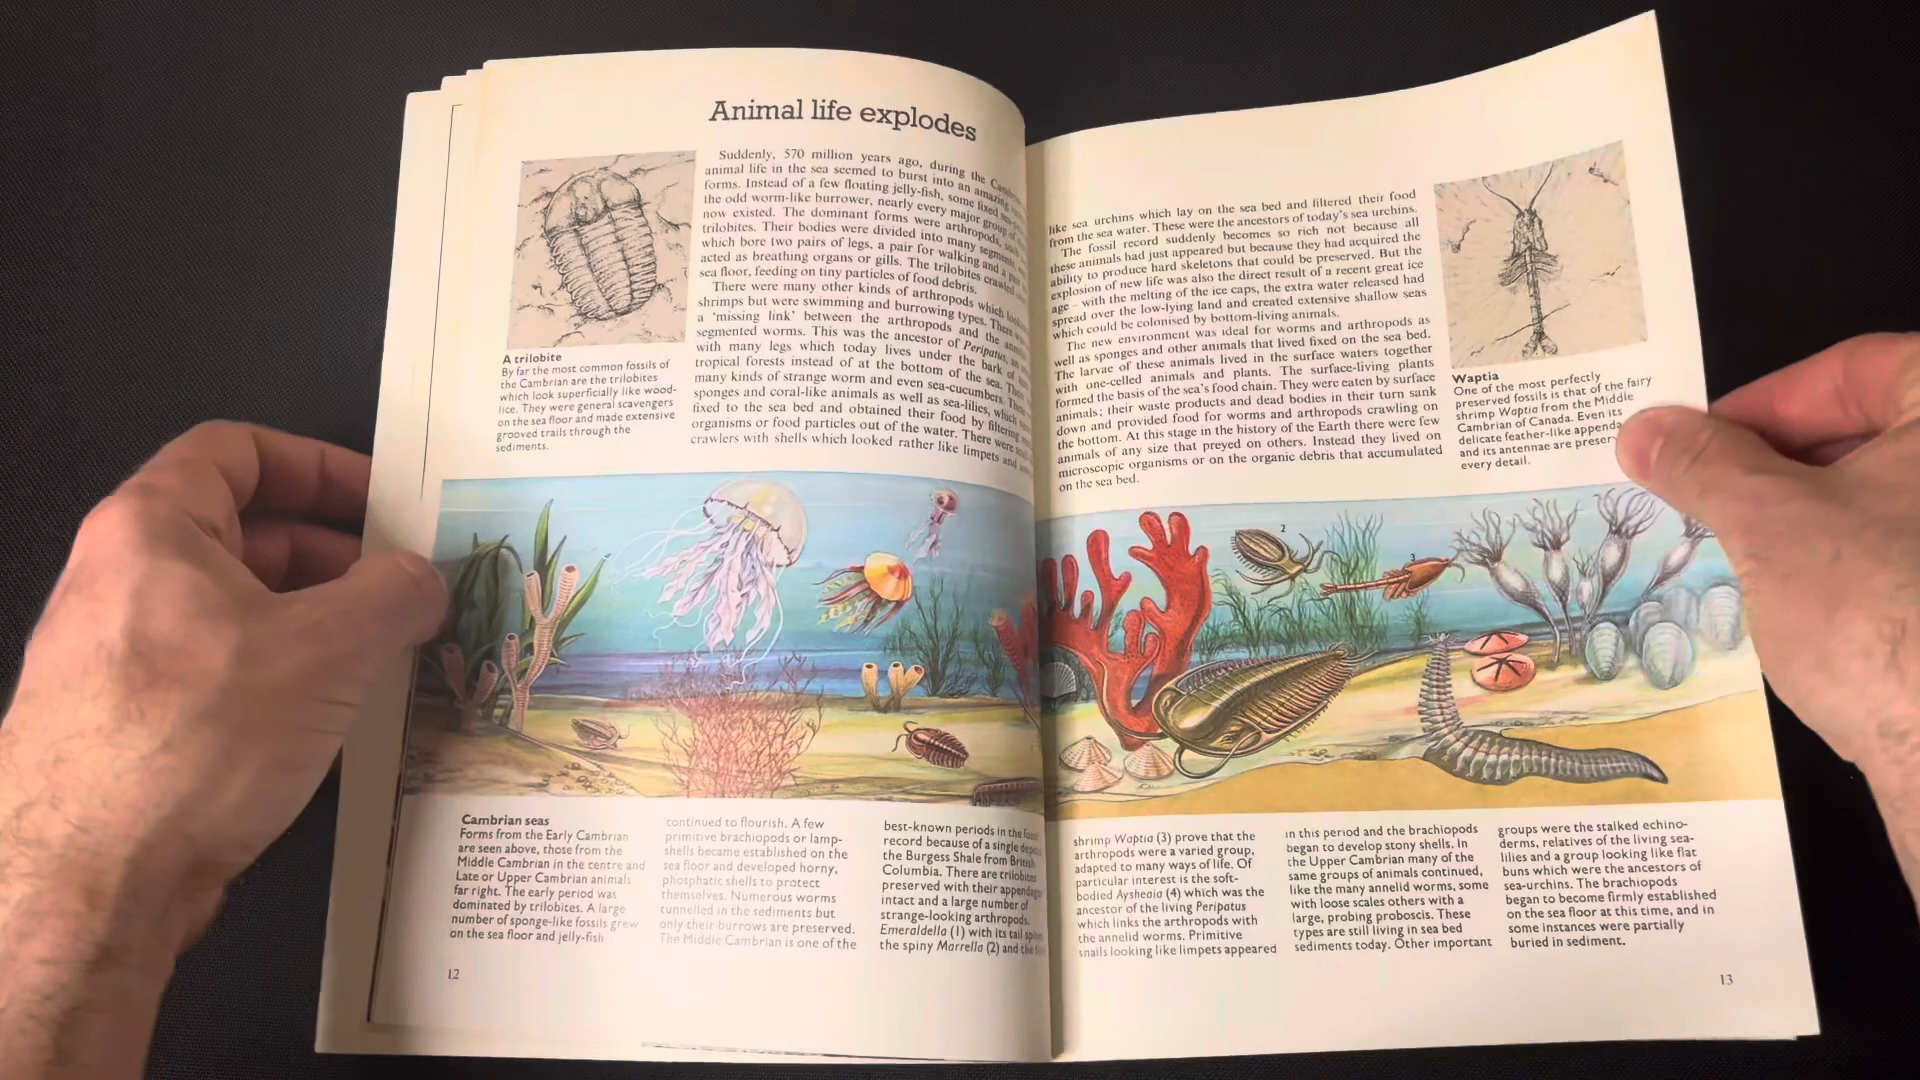 Animal life explodes
Suddenly, 570 million years ago, during the
animal life in the sea seemed to burst into an amazing
forms. Instead of a few floating jelly-fish, some fixed
the odd worm-like burrower, nearly every major group of
now existed. The dominant forms were arthropods,
trilobites. Their bodies were divided into many segments,
which bore two pairs of legs, a pair for walking and a pair
acted as breathing organs or gills. The trilobites crawled
sea floor, feeding on tiny particles of food debris.
There were many other kinds of arthropods which
shrimps but were swimming and burrowing types. There
a 'missing link' between the arthropods and the
segmented worms. This was the ancestor of Peripatus,
with many legs which today lives under the bark of
tropical forests instead of at the bottom of the sea. There
many kinds of strange worm and even sea-cucumbers.
sponges and coral-like animals as well as sea-lilies, which
fixed to the sea bed and obtained their food by filtering
organisms or food particles out of the water. There were
crawlers with shells which looked rather like limpets and
A trilobite
By far the most common fossils of
the Cambrian are the trilobites
which look superficially like wood-
lice. They were general scavengers
on the sea floor and made extensive
grooved trails through the
sediments.
Cambrian seas
Forms from the Early Cambrian
are seen above, those from the
Middle Cambrian in the centre and
Late or Upper Cambrian animals
far right. The early period was
dominated by trilobites. A large
number of sponge-like fossils grew
on the sea floor and jelly-fish
continued to flourish. A few
primitive brachiopods or lamp-
shells became established on the
sea floor and developed horny,
phosphatic shells to protect
themselves. Numerous worms
tunnelled in the sediments but
only their burrows are preserved.
The Middle Cambrian is one of the
best-known periods in the fossil
record because of a single deposit
the Burgess Shale from British
Columbia. There are trilobites
preserved with their appendages
intact and a large number of
strange-looking arthropods.
Emeraldella (1) with its tail
the spiny Marrella (2) and the
12
like sea urchins which lay on the sea bed and filtered their food
from the sea water. These were the ancestors of today's sea urchins.
The fossil record suddenly becomes so rich not because all
these animals had just appeared but because they had acquired the
ability to produce hard skeletons that could be preserved. But the
explosion of new life was also the direct result of a recent great ice
age – with the melting of the ice caps, the extra water released had
spread over the low-lying land and created extensive shallow seas
which could be colonised by bottom-living animals.
The new environment was ideal for worms and arthropods as
well as sponges and other animals that lived fixed on the sea bed.
The larvae of these animals lived in the surface waters together
with one-celled animals and plants. The surface-living plants
formed the basis of the sea's food chain. They were eaten by surface
animals; their waste products and dead bodies in their turn sank
down and provided food for worms and arthropods crawling on
the bottom. At this stage in the history of the Earth there were few
animals of any size that preyed on others. Instead they lived on
microscopic organisms or on the organic debris that accumulated
on the sea bed.
Waptia
One of the most perfectly
preserved fossils is that of the fairy
shrimp Waptia from the Middle
Cambrian of Canada. Even its
delicate feather-like
and its antennae are
every detail.
2
3
shrimp Waptia (3) prove that the
arthropods were a varied group,
adapted to many ways of life. Of
particular interest is the soft-
bodied Aysheaia (4) which was the
ancestor of the living Peripatus
which links the arthropods with
the annelid worms. Primitive
snails looking like limpets appeared
in this period and the brachiopods
began to develop stony shells. In
the Upper Cambrian many of the
same groups of animals continued,
like the many annelid worms, some
with loose scales others with a
large, probing proboscis. These
types are still living in sea bed
sediments today. Other important
groups were the stalked echino-
derms, relatives of the living sea-
lilies and a group looking like flat
buns which were the ancestors of
sea-urchins. The brachiopods
began to become firmly established
on the sea floor at this time, and in
some instances were partially
buried in sediment.
13